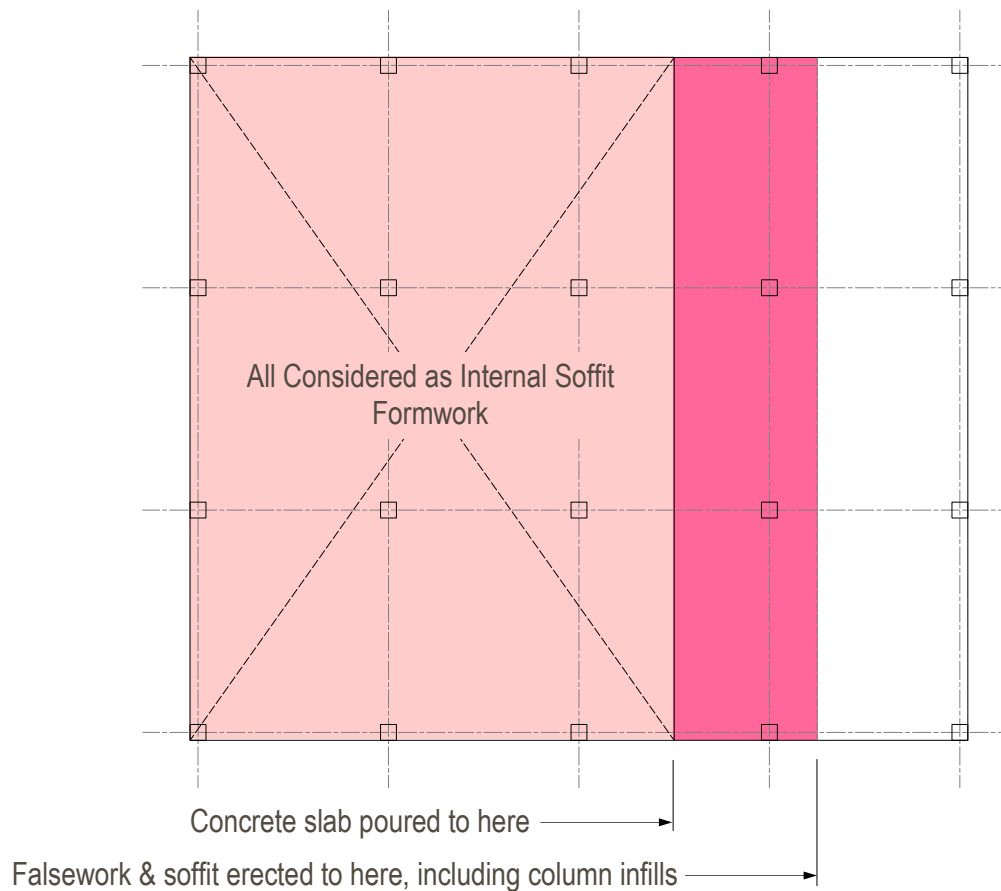 All Considered as Internal Soffit
Formwork
Concrete slab poured to here
Falsework & soffit erected to here, including column infills